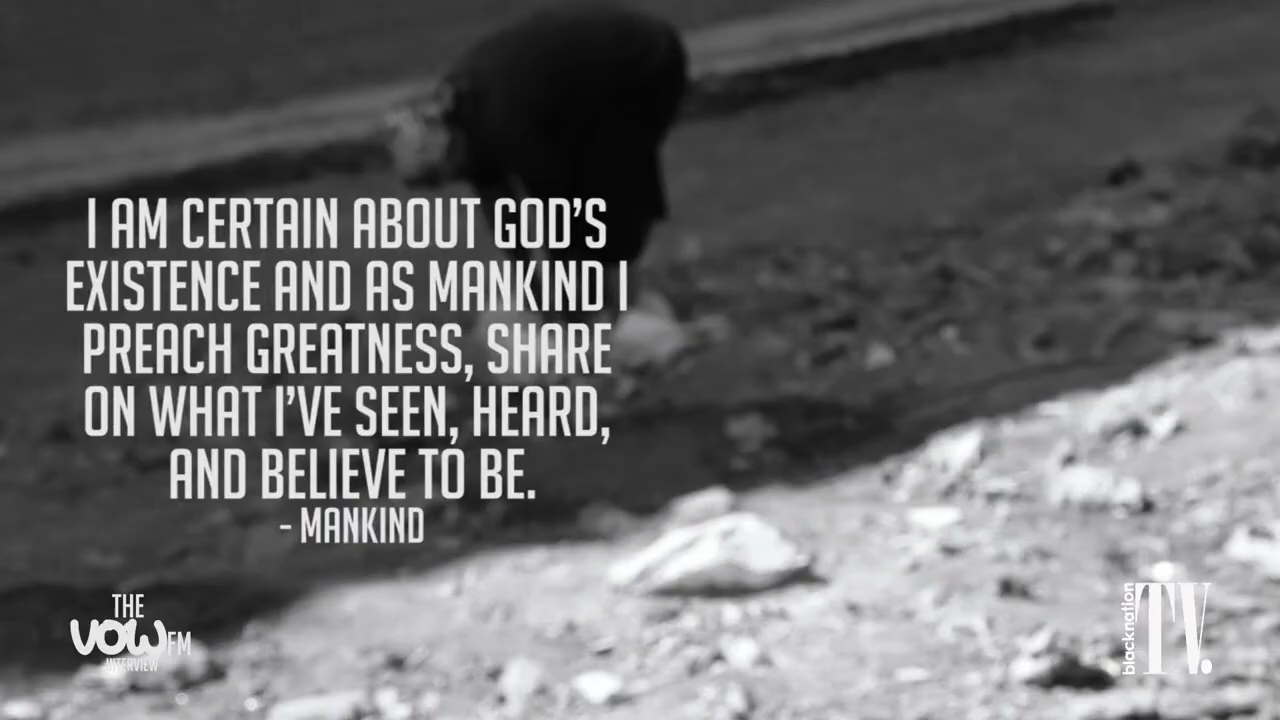 I AM CERTAIN ABOUT GOD'S
EXISTENCE AND AS MANKIND I
PREACH GREATNESS, SHARE
ON WHAT I'VE SEEN, HEARD,
AND BELIEVE TO BE.
- MANKIND
THE
VOW FM
INTERVIEW
blacknation
TV.